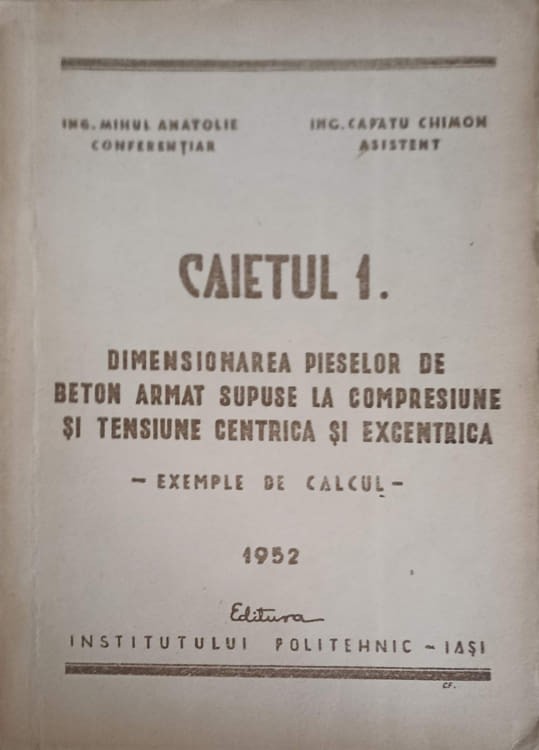 ING. MIHUL ANATOLIE
CONFERENȚIAR
ING. CAPATU CHIMON
ASISTENT
CAIETUL 1.
DIMENSIONAREA PIESELOR DE
BETON ARMAT SUPUSE LA COMPRESIUNE
ȘI TENSIUNE CENTRICA ȘI EXCENTRICA
- EXEMPLE DE CALCUL -
1952
Editura
INSTITUTULUI POLITEHNIC - IAȘI
CF.